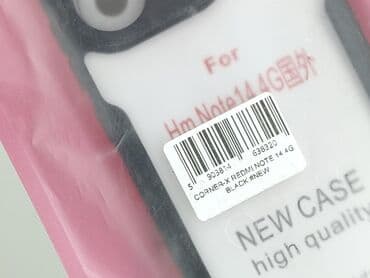 For
Hm Note14 4G国外
5 903814 638220
CORNER-X REDMI NOTE 14 4G
BLACK #NEW
NEW CASE
high quality